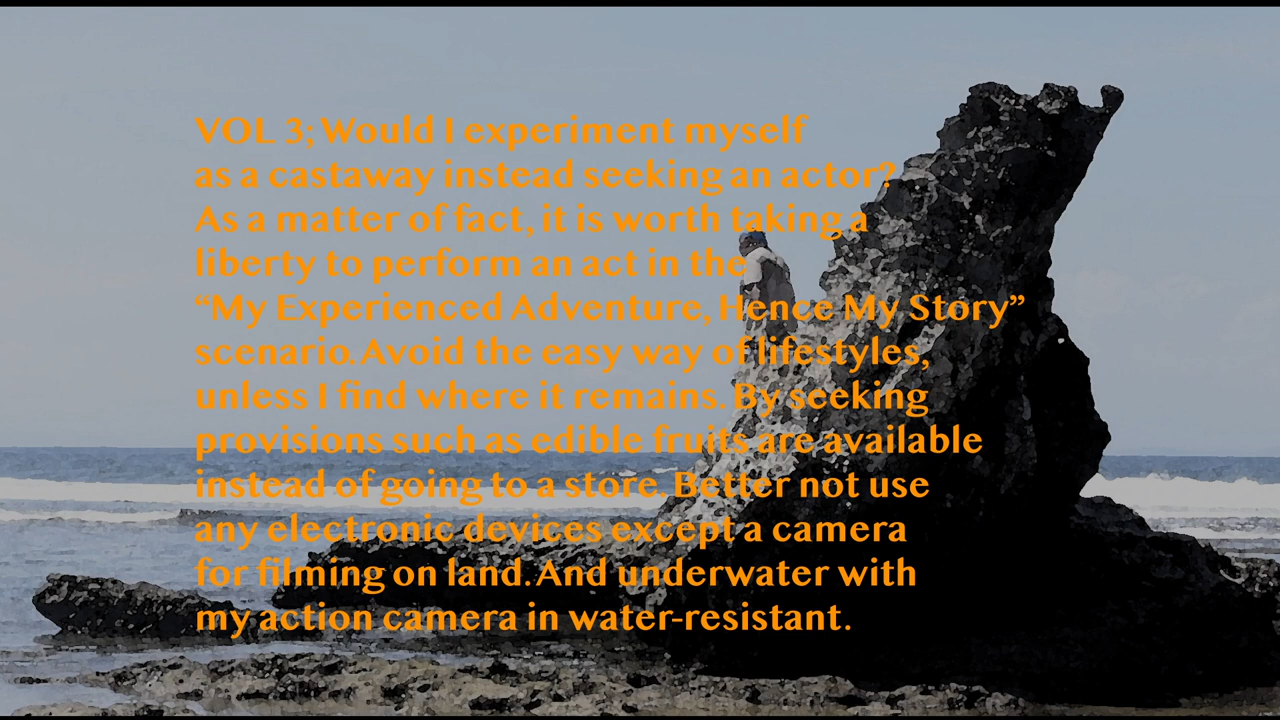 VOL 3; Would I experiment myself
as a castaway instead seeking an actor?
As a matter of fact, it is worth taking a
liberty to perform an act in the
“My Experienced Adventure, Hence My Story”
scenario. Avoid the easy way of lifestyles,
unless I find where it remains. By seeking
provisions such as edible fruits are available
instead of going to a store. Better not use
any electronic devices except a camera
for filming on land. And underwater with
my action camera in water-resistant.